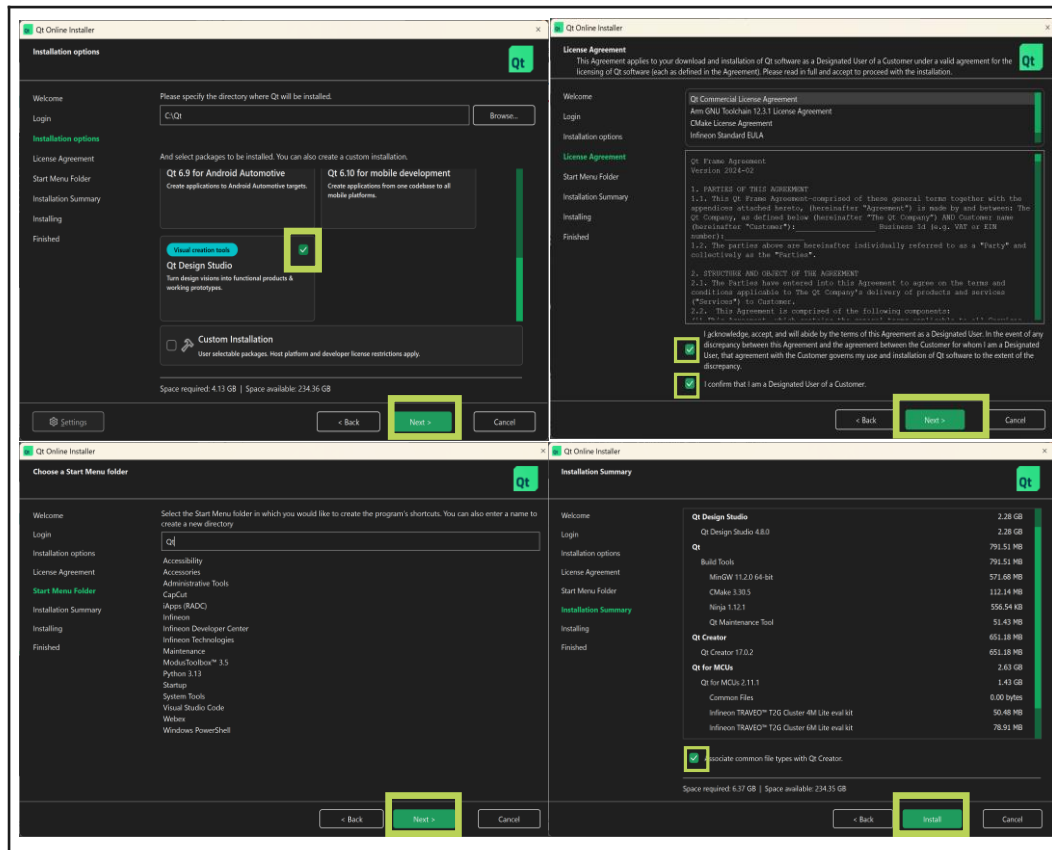 Qt Online Installer
Installation options
Qt
Welcome
Login
Installation options
License Agreement
Start Menu Folder
Installation Summary
Installing
Finished
Please specify the directory where Qt will be installed.
C:\Qt
Browse...
And select packages to be installed. You can also create a custom installation.
Qt 6.9 for Android Automotive
Create applications to Android Automotive targets.
Qt 6.10 for mobile development
Create applications from one codebase to all
mobile platforms.
Visual creation tools
Qt Design Studio
Turn design visions into functional products &
working prototypes.
Custom Installation
User selectable packages. Host platform and developer license restrictions apply.
Space required: 4.13 GB | Space available: 234.36 GB
Settings
< Back
Next >
Cancel
Qt Online Installer
License Agreement
This Agreement applies to your download and installation of Qt software as a Designated User of a Customer under a valid agreement for the
licensing of Qt software (each as defined in the Agreement). Please read in full and accept to proceed with the installation.
Qt
Welcome
Login
Installation options
License Agreement
Start Menu Folder
Installation Summary
Installing
Finished
Qt Commercial License Agreement
Arm GNU Toolchain 12.3.1 License Agreement
CMake License Agreement
Infineon Standard EULA
Qt Frame Agreement
Version 2024-02
1. PARTIES OF THIS AGREEMENT
1.1. This Qt Frame Agreement-comprised of these general terms together with the
appendices attached hereto, (hereinafter "Agreement") is made by and between: The
Qt Company, as defined below (hereinafter "The Qt Company") AND Customer name
(hereinafter "Customer"):____________________ Business Id (e.g. VAT or EIN
number):____________________
1.2. The parties above are hereinafter individually referred to as a "Party" and
collectively as the "Parties".
2. STRUCTURE AND OBJECT OF THE AGREEMENT
2.1. The Parties have entered into this Agreement to agree on the terms and
conditions applicable to The Qt Company's delivery of products and services
("Services") to Customer.
2.2. This Agreement is comprised of the following components:
I acknowledge, accept, and will abide by the terms of this Agreement as a Designated User. In the event of any
discrepancy between this Agreement and the agreement between the Customer for whom I am a Designated
User, that agreement with the Customer governs my use and installation of Qt software to the extent of the
discrepancy.
I confirm that I am a Designated User of a Customer.
< Back
Next >
Cancel
Qt Online Installer
Choose a Start Menu folder
Qt
Welcome
Login
Installation options
License Agreement
Start Menu Folder
Installation Summary
Installing
Finished
Select the Start Menu folder in which you would like to create the program's shortcuts. You can also enter a name to
create a new directory
Qt
Accessibility
Accessories
Administrative Tools
CapCut
iApps (RADC)
Infineon
Infineon Developer Center
Infineon Technologies
Maintenance
ModusToolbox™ 3.5
Python 3.13
Startup
System Tools
Visual Studio Code
Webex
Windows PowerShell
< Back
Next >
Cancel
Qt Online Installer
Installation Summary
Qt
Welcome
Login
Installation options
License Agreement
Start Menu Folder
Installation Summary
Installing
Finished
Qt Design Studio 2.28 GB
Qt Design Studio 4.8.0 2.28 GB
Qt 791.51 MB
Build Tools 791.51 MB
MinGW 11.2.0 64-bit 571.68 MB
CMake 3.30.5 112.14 MB
Ninja 1.12.1 556.54 KB
Qt Maintenance Tool 51.43 MB
Qt Creator 651.18 MB
Qt Creator 17.0.2 651.18 MB
Qt for MCUs 2.63 GB
Qt for MCUs 2.11.1 1.43 GB
Common Files 0.00 bytes
Infineon TRAVEO™ T2G Cluster 4M Lite eval kit 50.48 MB
Infineon TRAVEO™ T2G Cluster 6M Lite eval kit 78.91 MB
Associate common file types with Qt Creator.
Space required: 6.37 GB | Space available: 234.35 GB
< Back
Install
Cancel